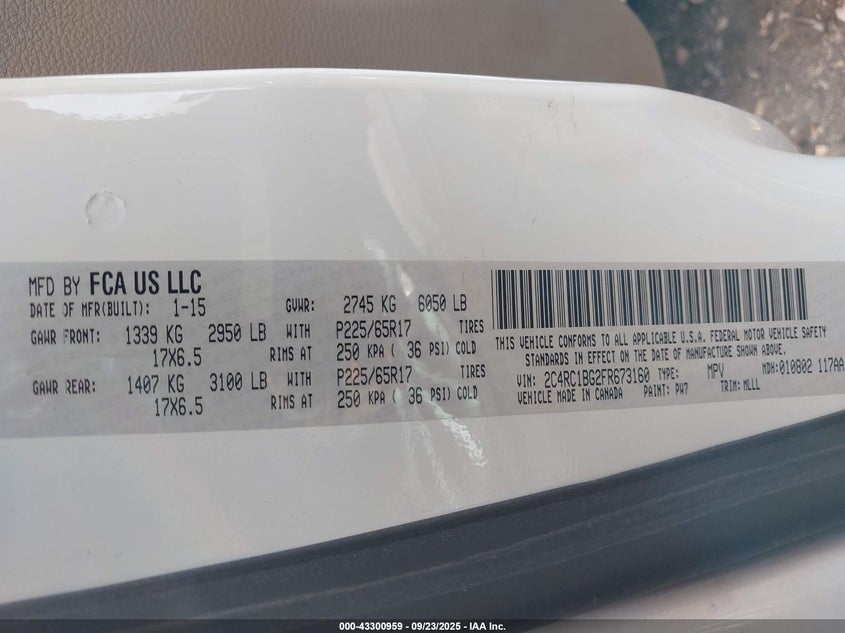 MFD BY FCA US LLC
DATE OF MFR(BUILT): 1-15 GVWR: 2745 KG 6050 LB
GAWR FRONT: 1339 KG 2950 LB WITH P225/65R17 TIRES
17X6.5 RIMS AT 250 KPA ( 36 PSI) COLD
GAWR REAR: 1407 KG 3100 LB WITH P225/65R17 TIRES
17X6.5 RIMS AT 250 KPA ( 36 PSI) COLD
THIS VEHICLE CONFORMS TO ALL APPLICABLE U.S.A. FEDERAL MOTOR VEHICLE SAFETY
STANDARDS IN EFFECT ON THE DATE OF MANUFACTURE SHOWN ABOVE.
VIN: 2C4RC1BG2FR673160 TYPE: MPV MDH:010802 117AA
VEHICLE MADE IN CANADA PAINT: PW7 TRIM: MLLL
000-43300959 - 09/23/2025 - IAA Inc.